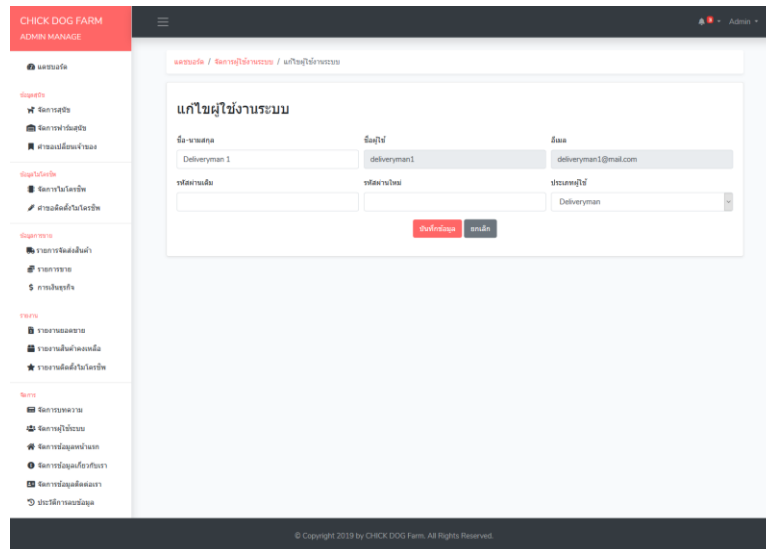 CHICK DOG FARM
ADMIN MANAGE
Admin
แดชบอร์ด
ข้อมูลสุนัข
จัดการสุนัข
จัดการฟาร์มสุนัข
คำขอเปลี่ยนเจ้าของ
ข้อมูลไมโครชิพ
จัดการไมโครชิพ
คำขอติดตั้งไมโครชิพ
ข้อมูลการขาย
รายการจัดส่งสินค้า
รายการขาย
การเงินธุรกิจ
รายงาน
รายงานยอดขาย
รายงานสินค้าคงเหลือ
รายงานติดตั้งไมโครชิพ
จัดการ
จัดการบทความ
จัดการผู้ใช้ระบบ
จัดการข้อมูลหน้าแรก
จัดการข้อมูลเกี่ยวกับเรา
จัดการข้อมูลติดต่อเรา
ประวัติการลบข้อมูล
แดชบอร์ด / จัดการผู้ใช้งานระบบ / แก้ไขผู้ใช้งานระบบ
แก้ไขผู้ใช้งานระบบ
ชื่อ-นามสกุล ชื่อผู้ใช้ อีเมล
Deliveryman 1 deliveryman1 deliveryman1@mail.com
รหัสผ่านเดิม รหัสผ่านใหม่ ประเภทผู้ใช้
Deliveryman
บันทึกข้อมูล ยกเลิก
© Copyright 2019 by CHICK DOG Farm. All Rights Reserved.